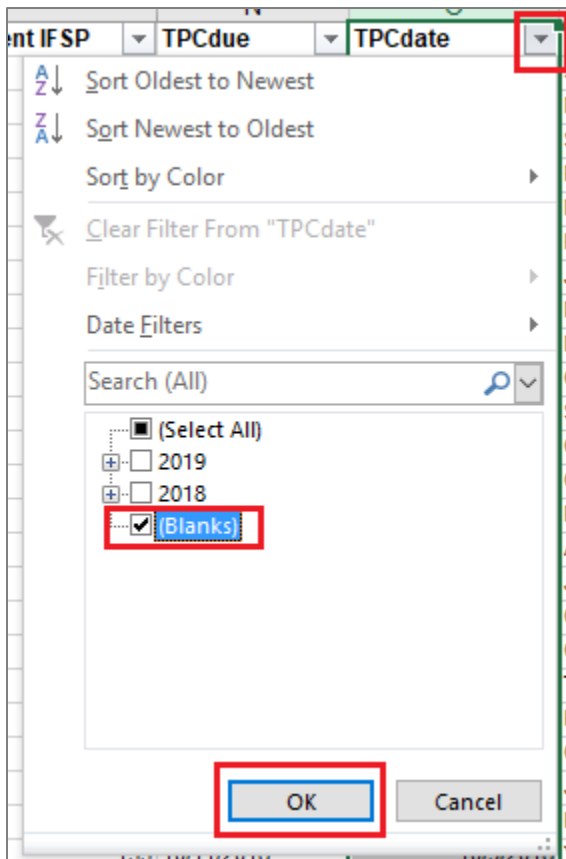 ent IFSP TPCdue TPCdate
Sort Oldest to Newest
Sort Newest to Oldest
Sort by Color
Clear Filter From "TPCdate"
Filter by Color
Date Filters
Search (All)
(Select All)
2019
2018
(Blanks)
OK Cancel